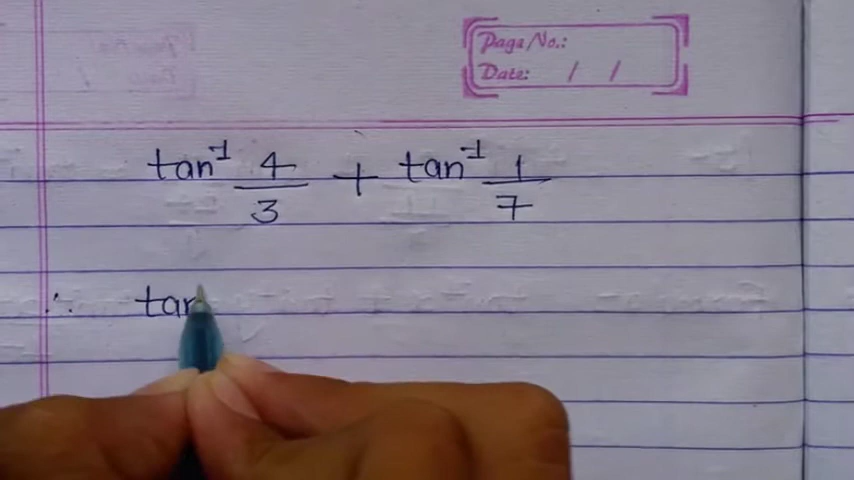 Page No.:
Date: / /
tan⁻¹ 4/3 + tan⁻¹ 1/7
∴ tan